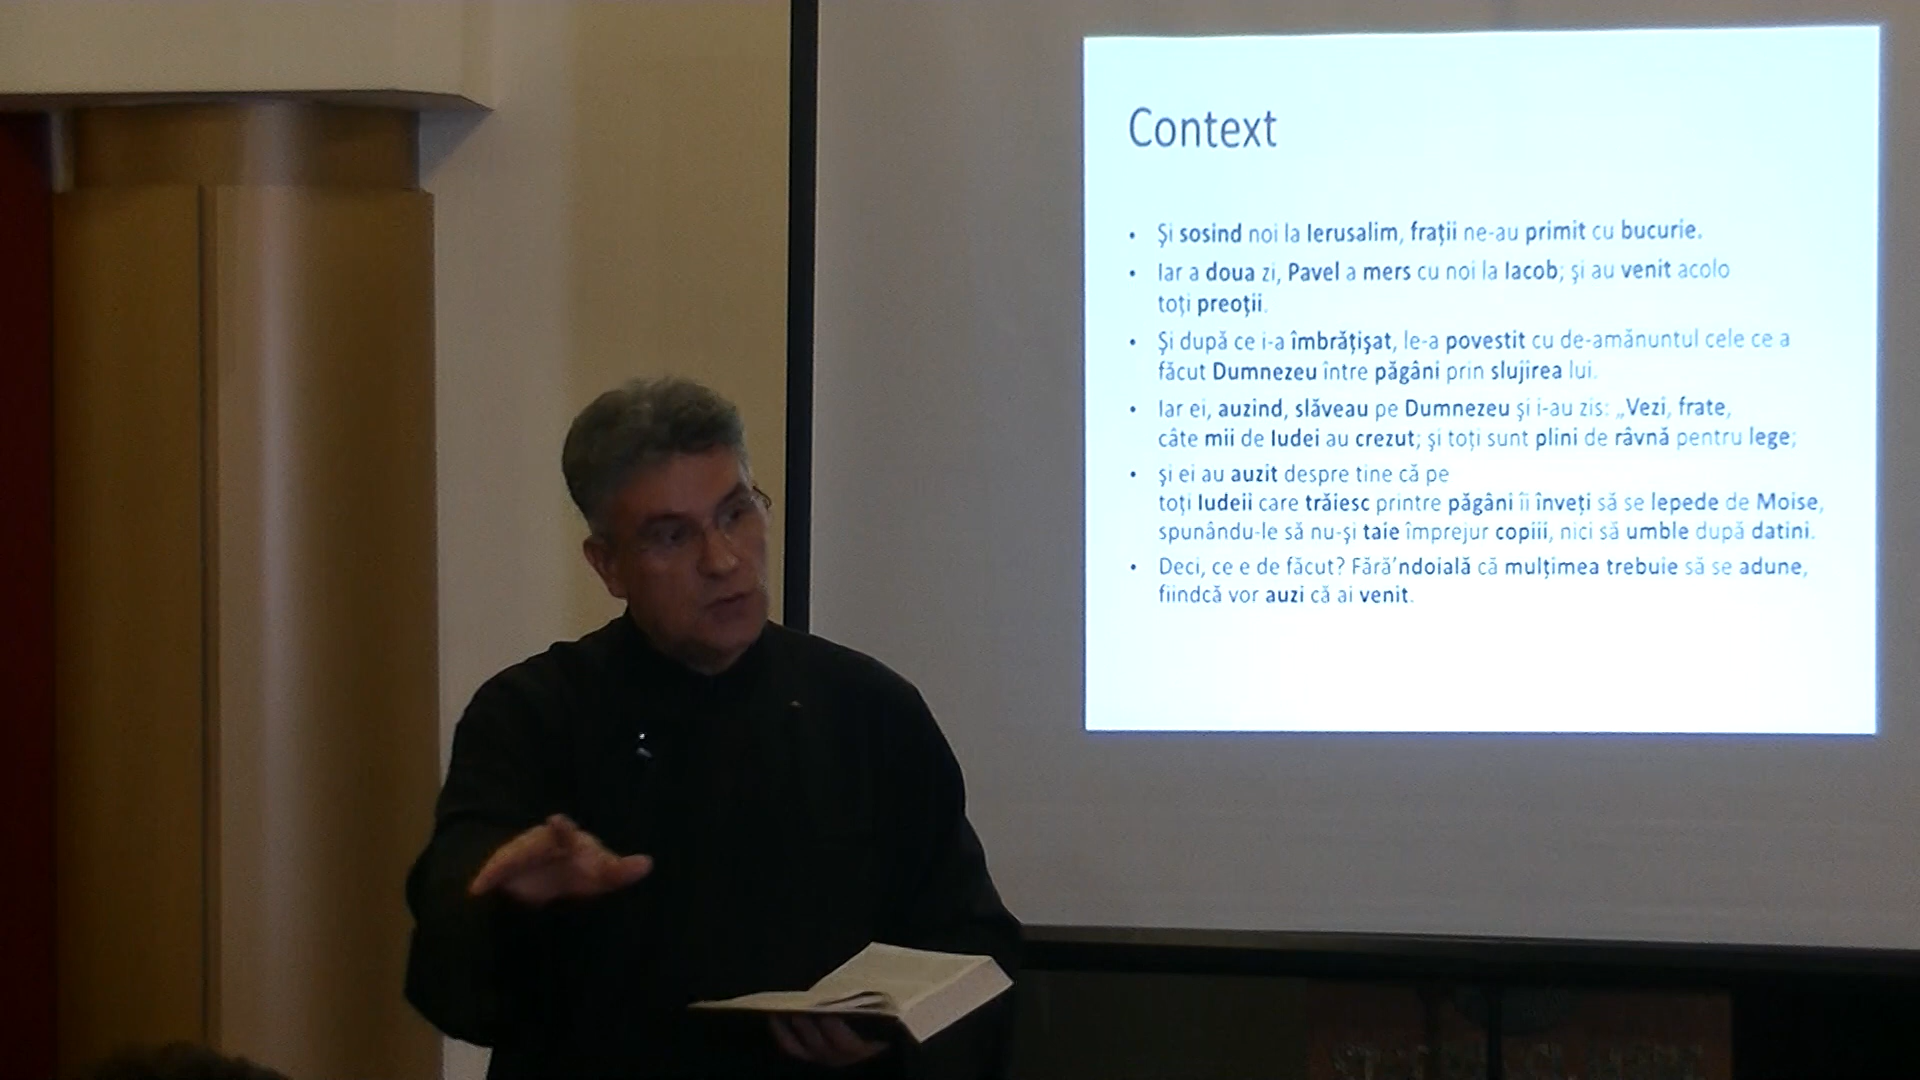 Context
• Şi sosind noi la Ierusalim, fraţii ne-au primit cu bucurie.
• Iar a doua zi, Pavel a mers cu noi la Iacob; şi au venit acolo
toţi preoţii.
• Şi după ce i-a îmbrăţişat, le-a povestit cu de-amănuntul cele ce a
făcut Dumnezeu între păgâni prin slujirea lui.
• Iar ei, auzind, slăveau pe Dumnezeu şi i-au zis: „Vezi, frate,
câte mii de Iudei au crezut; şi toţi sunt plini de râvnă pentru lege;
• şi ei au auzit despre tine că pe
toţi Iudeii care trăiesc printre păgâni îi înveţi să se lepede de Moise,
spunându-le să nu-şi taie împrejur copiii, nici să umble după datini.
• Deci, ce e de făcut? Fără’ndoială că mulţimea trebuie să se adune,
fiindcă vor auzi că ai venit.